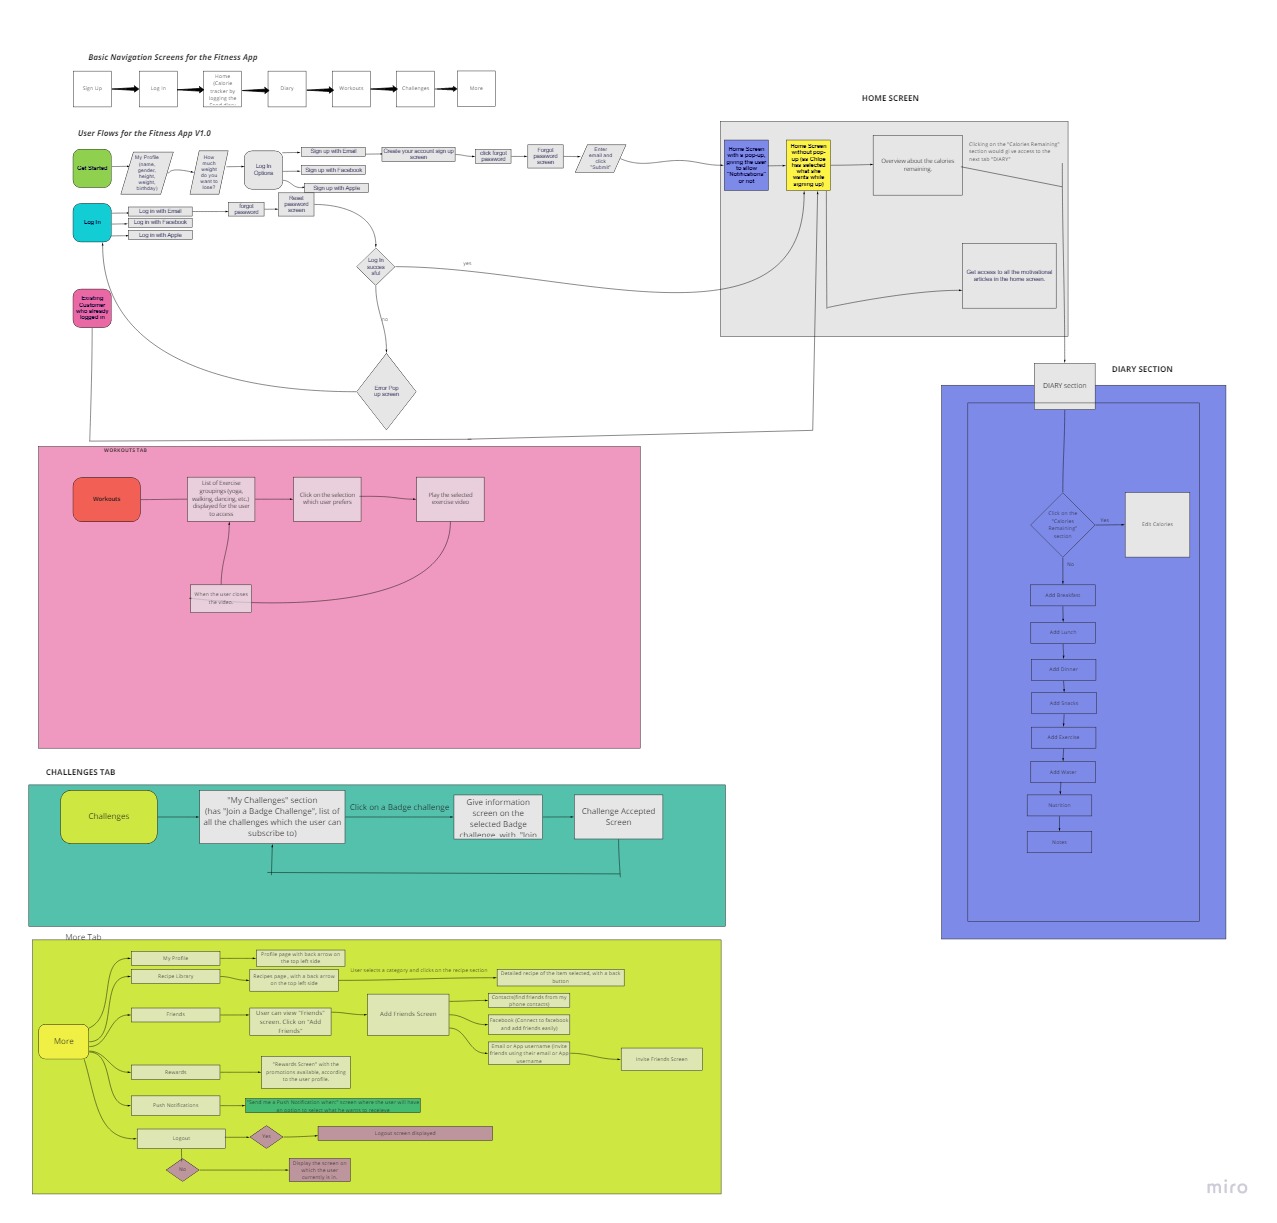 Basic Navigation Screens for the Fitness App
Sign Up
Log in
Home
(Calorie
tracker by
logging the
Food diary
Diary
Workouts
Challenges
More
User Flows for the Fitness App V1.0
Get Started
My Profile
(name,
gender,
height,
weight,
birthday)
How
much
weight
do you
want to
lose?
Log In
Options
Sign up with Email
Sign up with Facebook
Sign up with Apple
Create your account sign up
screen
click forgot
password
Forgot
password
screen
Enter
email and
click
"Submit"
Log In
Log in with Email
Log in with Facebook
Log in with Apple
forgot
password
Read
password
screen
Log In
succes
sful
yes
no
Error Pop
up screen
Existing
Customer
who already
logged in
HOME SCREEN
Home Screen
with a pop-up,
giving the user
to allow
"Notifications"
or not
Home Screen
without pop-
up (as Chloe
has selected
what she
wants while
signing up)
Overview about the calories
remaining.
Clicking on the "Calories Remaining"
section would give access to the
next tab "DIARY"
Get access to all the motivational
articles in the home screen.
DIARY SECTION
DIARY section
Click on the
"Calories
Remaining"
section
Yes
Edit Calories
No
Add Breakfast
Add Lunch
Add Dinner
Add Snacks
Add Exercise
Add Water
Nutrition
Notes
WORKOUTS TAB
Workouts
List of Exercise
groupings (yoga,
walking, dancing, etc.)
displayed for the user
to access
Click on the selection
which user prefers
Play the selected
exercise video
When the user closes
the video.
CHALLENGES TAB
Challenges
"My Challenges" section
(has "Join a Badge Challenge", list of
all the challenges which the user can
subscribe to)
Click on a Badge challenge
Give information
screen on the
selected Badge
challenge, with "Join
Challenge Accepted
Screen
More Tab
More
My Profile
Profile page with back arrow on
the top left side
Recipe Library
Recipes page , with a back arrow
on the top left side
User selects a category and clicks on the recipe section
Detailed recipe of the item selected, with a back
button
Friends
User can view "Friends"
screen. Click on "Add
Friends"
Add Friends Screen
Contacts(find friends from my
phone contacts)
Facebook (Connect to facebook
and add friends easily)
Email or App username (Invite
friends using their email or App
username
Invite Friends Screen
Rewards
"Rewards Screen" with the
promotions available, according
to the user profile.
Push Notifications
"Send me a Push Notification when" screen where the user will have
an option to select what he wants to receieve
Logout
Yes
Logout screen displayed
No
Display the screen on
which the user
currently is in.
miro